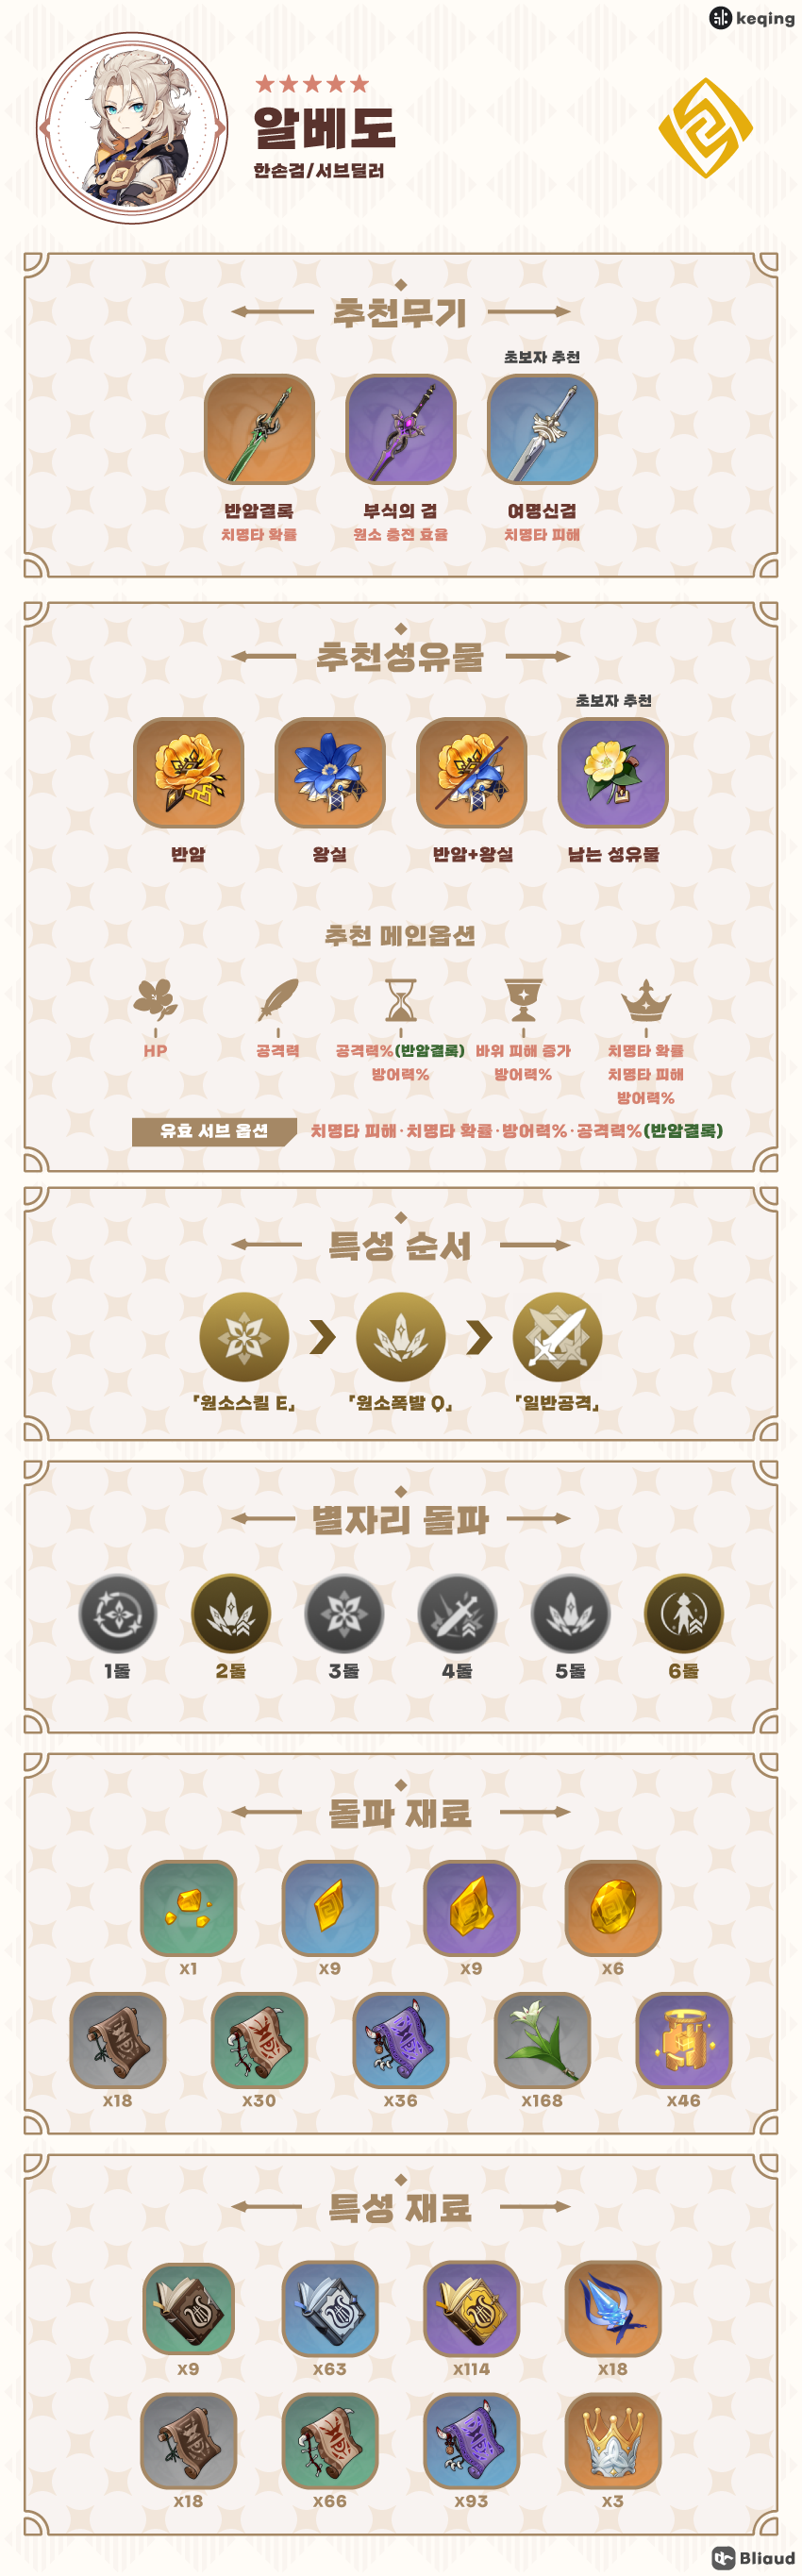 keqing
알베도
한손검/서브딜러
추천무기
초보자 추천
반암결록
부식의 검
여명신검
치명타 확률
원소 충전 효율
치명타 피해
추천성유물
초보자 추천
반암
왕실
반암+왕실
남는 성유물
추천 메인옵션
HP
공격력
공격력%(반암결록)
방어력%
바위 피해 증가
방어력%
치명타 확률
치명타 피해
방어력%
유효 서브 옵션
치명타 피해·치명타 확률·방어력%·공격력%(반암결록)
특성 순서
「원소스킬 E」
「원소폭발 Q」
「일반공격」
별자리 돌파
1돌
2돌
3돌
4돌
5돌
6돌
돌파 재료
x1
x9
x9
x6
x18
x30
x36
x168
x46
특성 재료
x9
x63
x114
x18
x18
x66
x93
x3
Bliaud